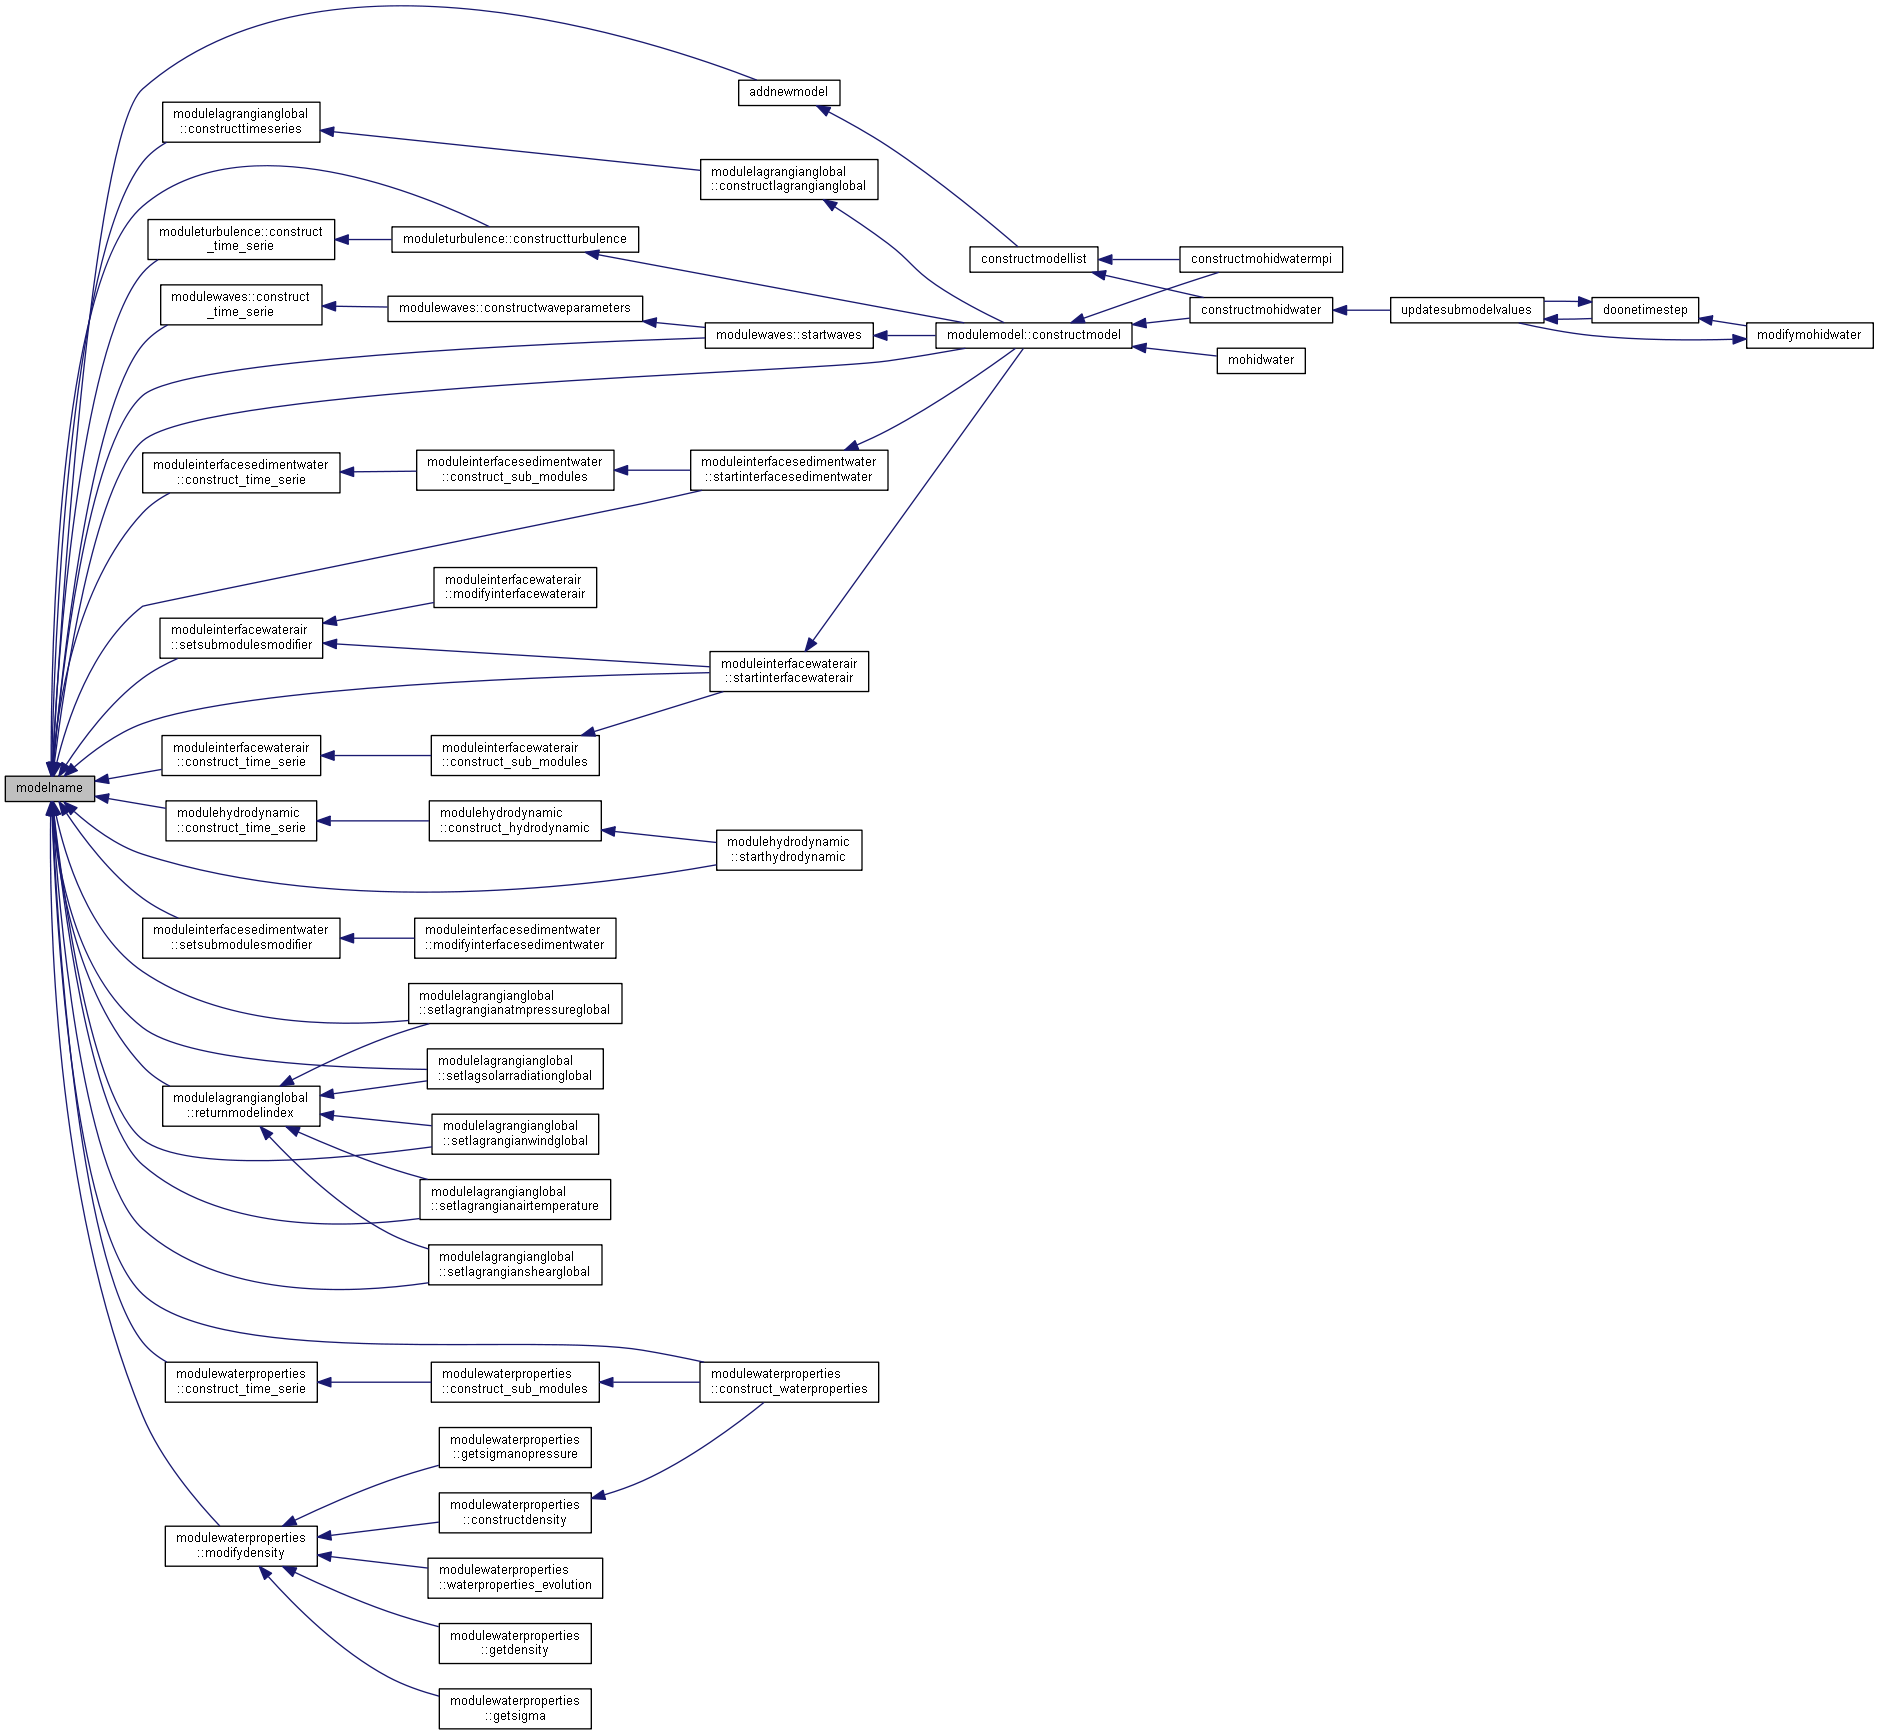 addnewmodel
modulelagrangianglobal
::constructtimeseries
modulelagrangianglobal
::constructlagrangianglobal
moduleturbulence::construct
_time_serie
moduleturbulence::constructturbulence
constructmodellist
constructmohidwatermpi
modulewaves::construct
_time_serie
modulewaves::constructwaveparameters
modulewaves::startwaves
modulemodel::constructmodel
constructmohidwater
mohidwater
updatesubmodelvalues
doonetimestep
modifymohidwater
moduleinterfacesedimentwater
::construct_time_serie
moduleinterfacesedimentwater
::construct_sub_modules
moduleinterfacesedimentwater
::startinterfacesedimentwater
moduleinterfacewaterair
::modifyinterfacewaterair
moduleinterfacewaterair
::setsubmodulesmodifier
moduleinterfacewaterair
::startinterfacewaterair
moduleinterfacewaterair
::construct_time_serie
moduleinterfacewaterair
::construct_sub_modules
modelname
modulehydrodynamic
::construct_time_serie
modulehydrodynamic
::construct_hydrodynamic
modulehydrodynamic
::starthydrodynamic
moduleinterfacesedimentwater
::setsubmodulesmodifier
moduleinterfacesedimentwater
::modifyinterfacesedimentwater
modulelagrangianglobal
::setlagrangianatmpressureglobal
modulelagrangianglobal
::setlagsolarradiationglobal
modulelagrangianglobal
::returnmodelindex
modulelagrangianglobal
::setlagrangianwindglobal
modulelagrangianglobal
::setlagrangianairtemperature
modulelagrangianglobal
::setlagrangianshearglobal
modulewaterproperties
::construct_time_serie
modulewaterproperties
::construct_sub_modules
modulewaterproperties
::construct_waterproperties
modulewaterproperties
::getsigmanopressure
modulewaterproperties
::constructdensity
modulewaterproperties
::modifydensity
modulewaterproperties
::waterproperties_evolution
modulewaterproperties
::getdensity
modulewaterproperties
::getsigma